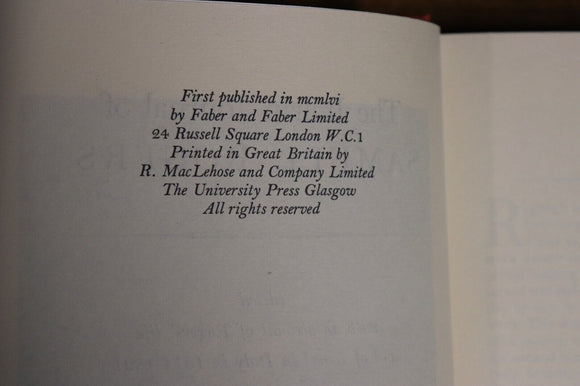 First published in mcmlvi
by Faber and Faber Limited
24 Russell Square London W.C.1
Printed in Great Britain by
R. MacLehose and Company Limited
The University Press Glasgow
All rights reserved